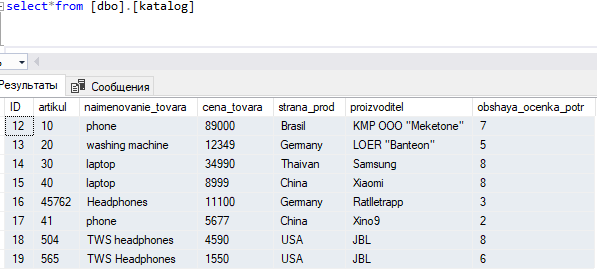 select*from [dbo].[katalog]
Результаты Сообщения
ID artikul naimenovanie_tovara cena_tovara strana_prod proizvoditel obshaya_ocenka_potr
12 10 phone 89000 Brasil KMP OOO "Meketone" 7
13 20 washing machine 12349 Germany LOER "Banteon" 5
14 30 laptop 34990 Thaivan Samsung 8
15 40 laptop 8999 China Xiaomi 8
16 45762 Headphones 11100 Germany Ratlletrapp 3
17 41 phone 5677 China Xino9 2
18 504 TWS headphones 4590 USA JBL 8
19 565 TWS Headphones 1550 USA JBL 6